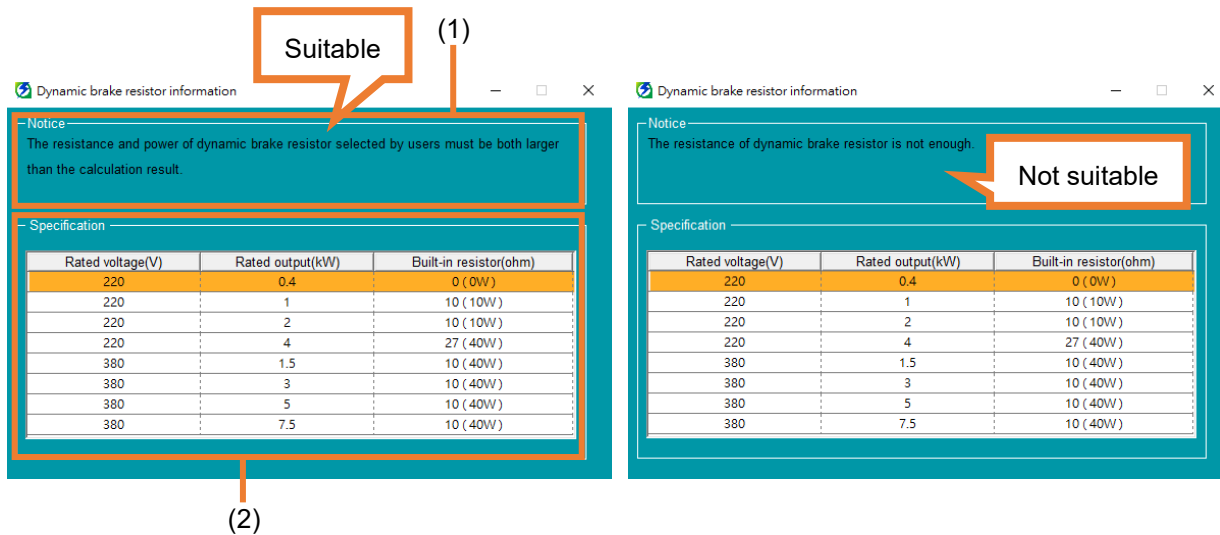 Suitable
(1)
Dynamic brake resistor information
Notice
The resistance and power of dynamic brake resistor selected by users must be both larger
than the calculation result.
Specification
Rated voltage(V) Rated output(kW) Built-in resistor(ohm)
220 0.4 0 ( 0W )
220 1 10 ( 10W )
220 2 10 ( 10W )
220 4 27 ( 40W )
380 1.5 10 ( 40W )
380 3 10 ( 40W )
380 5 10 ( 40W )
380 7.5 10 ( 40W )
(2)
Dynamic brake resistor information
Notice
The resistance of dynamic brake resistor is not enough.
Not suitable
Specification
Rated voltage(V) Rated output(kW) Built-in resistor(ohm)
220 0.4 0 ( 0W )
220 1 10 ( 10W )
220 2 10 ( 10W )
220 4 27 ( 40W )
380 1.5 10 ( 40W )
380 3 10 ( 40W )
380 5 10 ( 40W )
380 7.5 10 ( 40W )